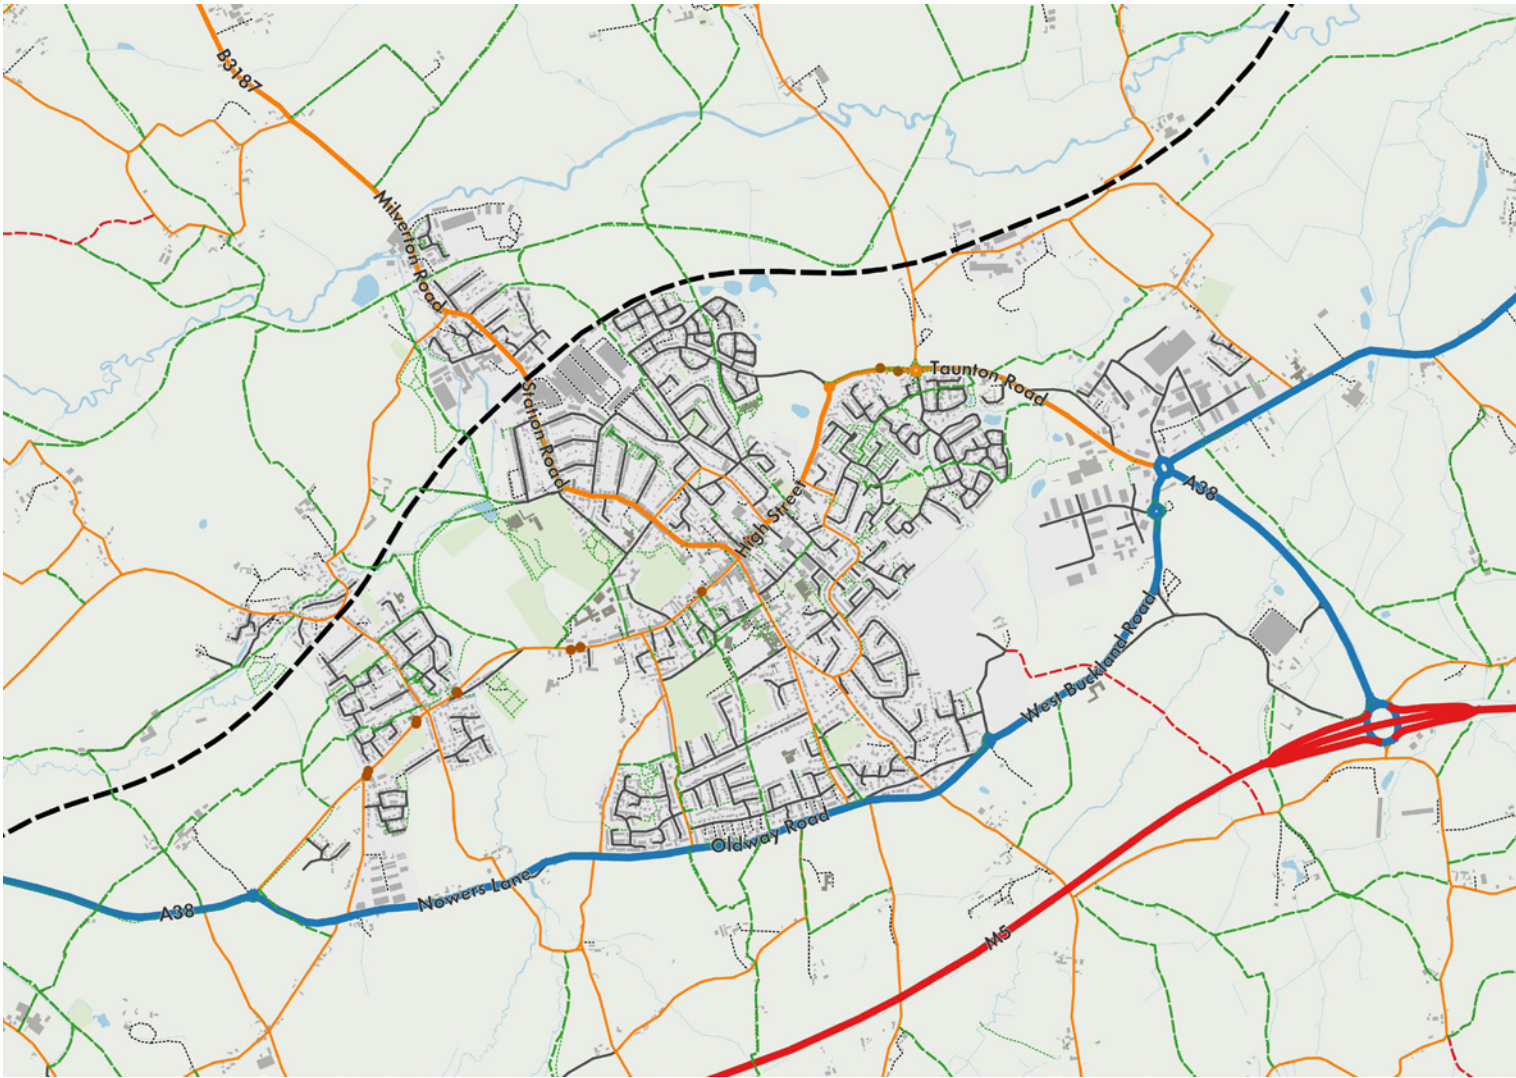 B3187
Milverton Road
Taunton Road
Station Road
High Street
A38
West Buckland Road
Oldway Road
Nowers Lane
A38
M5